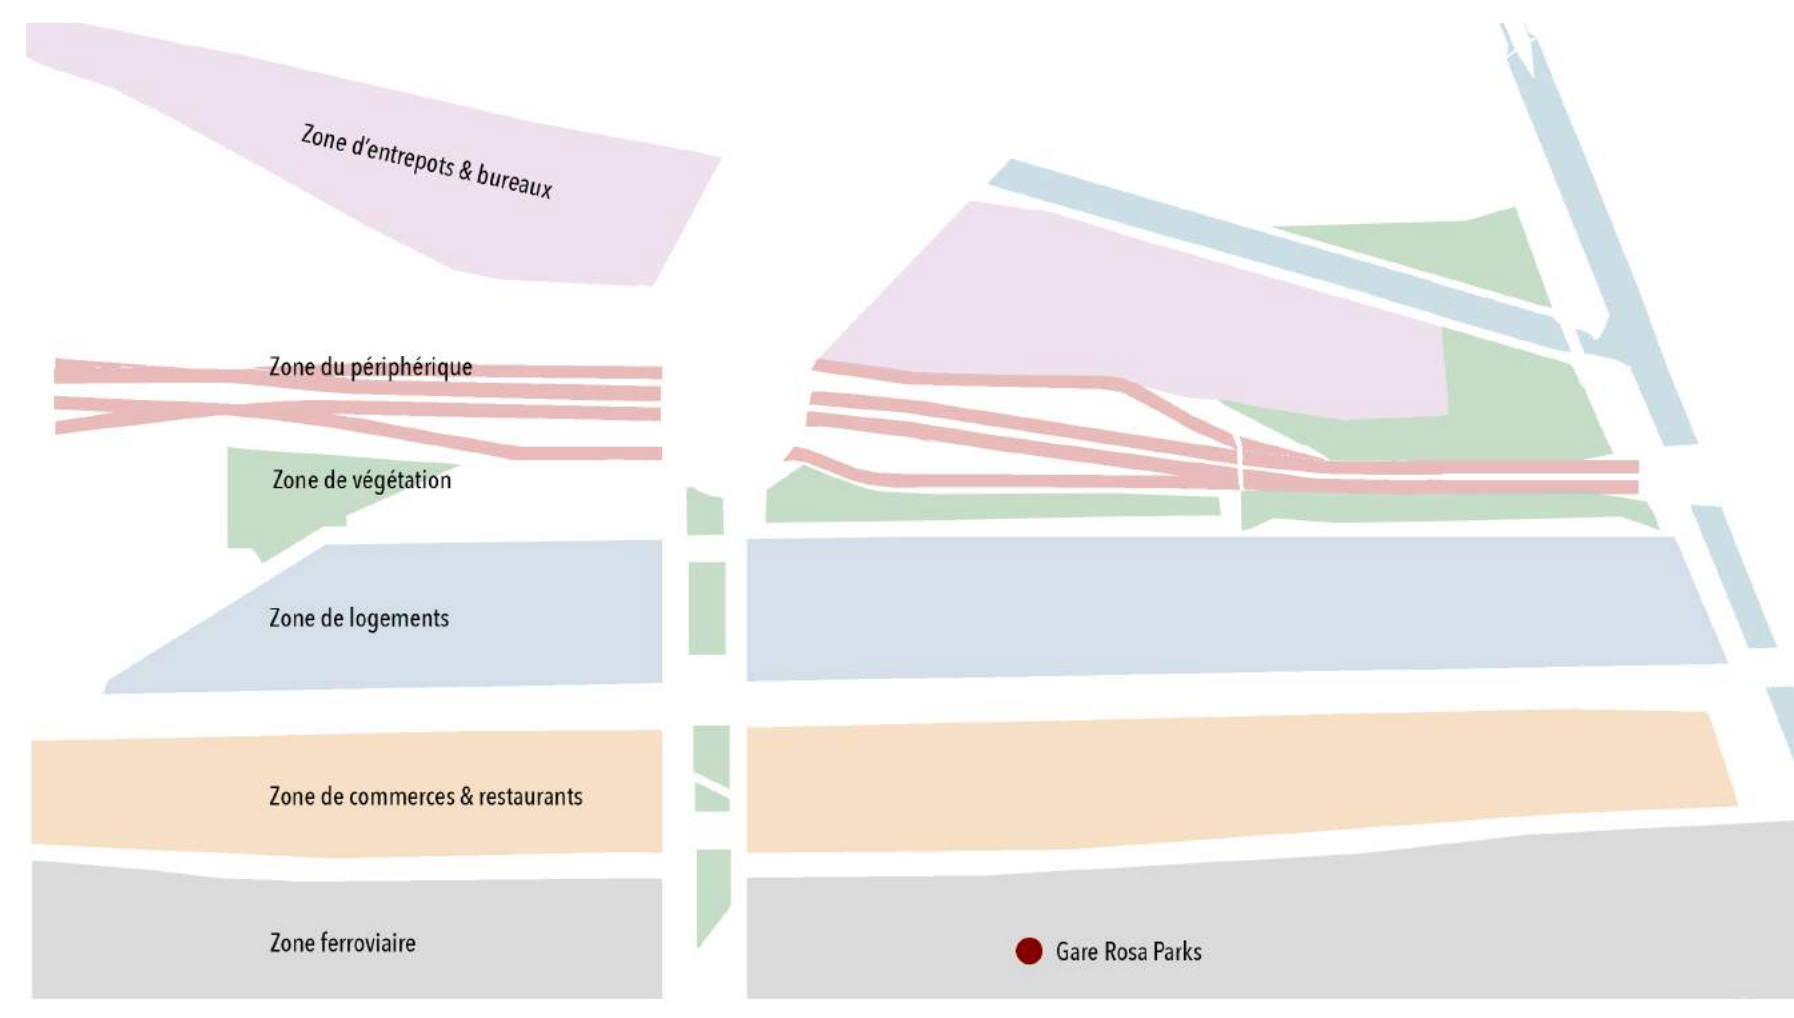 Zone d'entrepots & bureaux
Zone du périphérique
Zone de végétation
Zone de logements
Zone de commerces & restaurants
Zone ferroviaire
Gare Rosa Parks